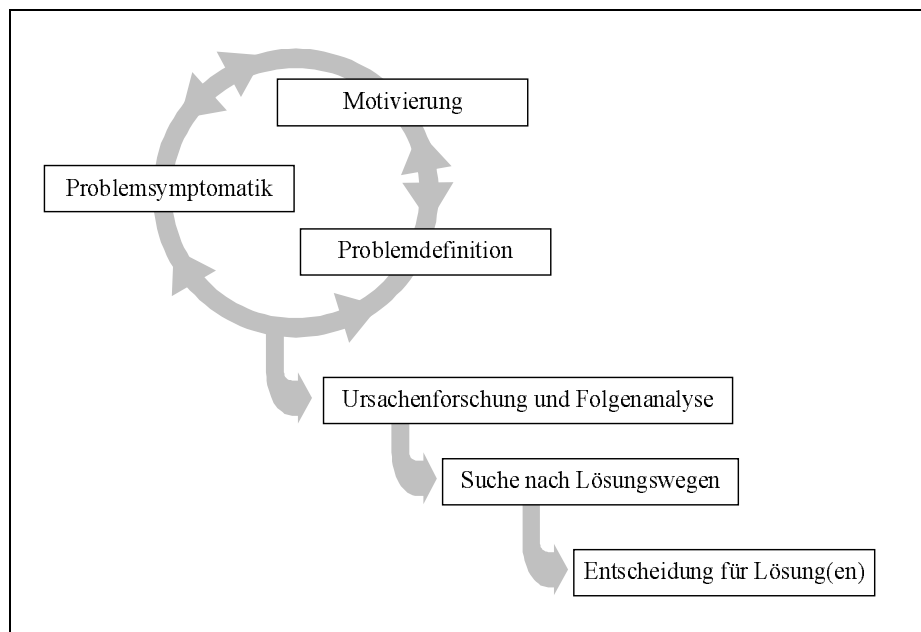 Motivierung
Problemsymptomatik
Problemdefinition
Ursachenforschung und Folgenanalyse
Suche nach Lösungswegen
Entscheidung für Lösung(en)